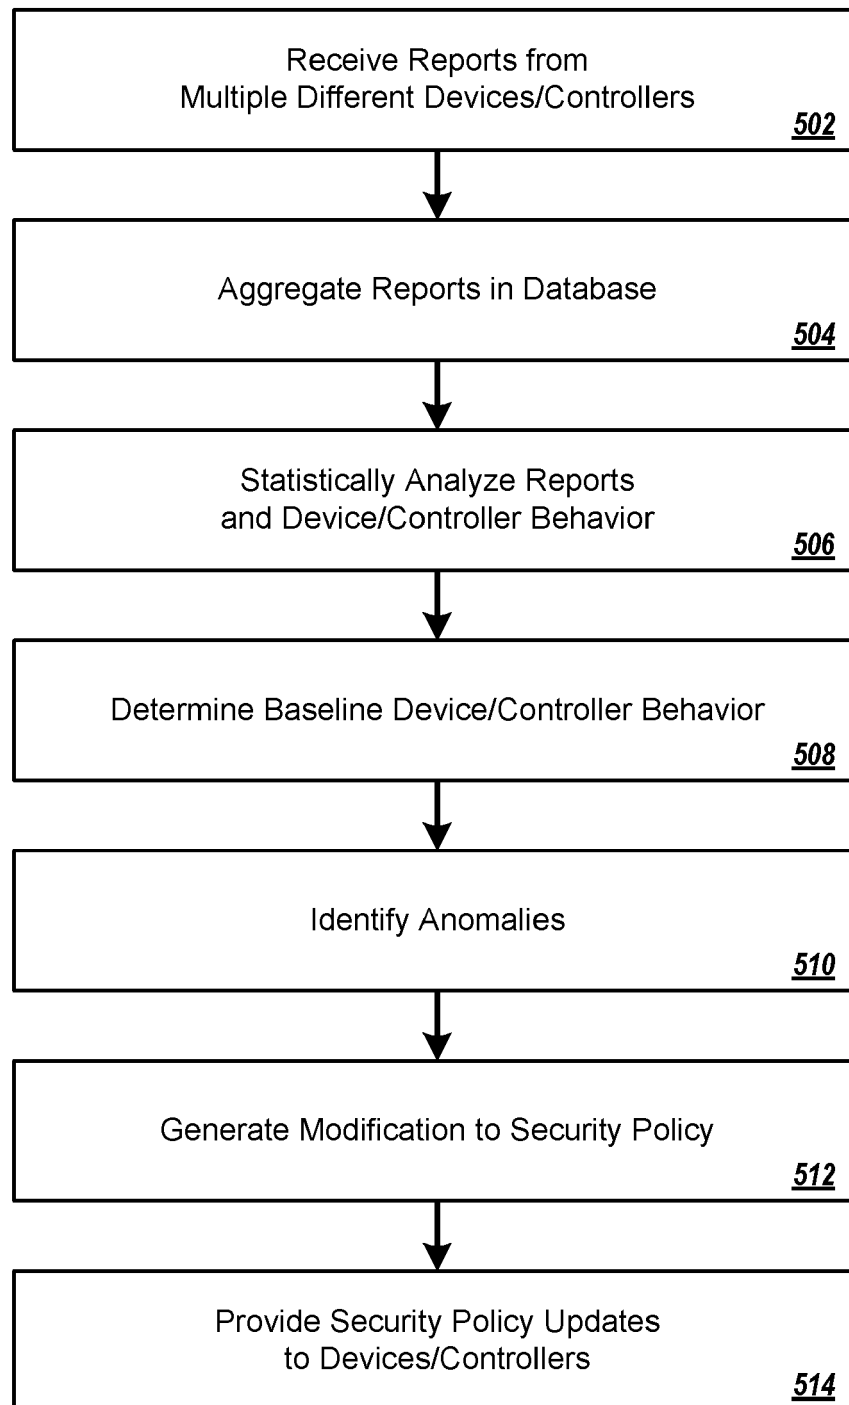 Receive Reports from
Multiple Different Devices/Controllers
502
Aggregate Reports in Database
504
Statistically Analyze Reports
and Device/Controller Behavior
506
Determine Baseline Device/Controller Behavior
508
Identify Anomalies
510
Generate Modification to Security Policy
512
Provide Security Policy Updates
to Devices/Controllers
514